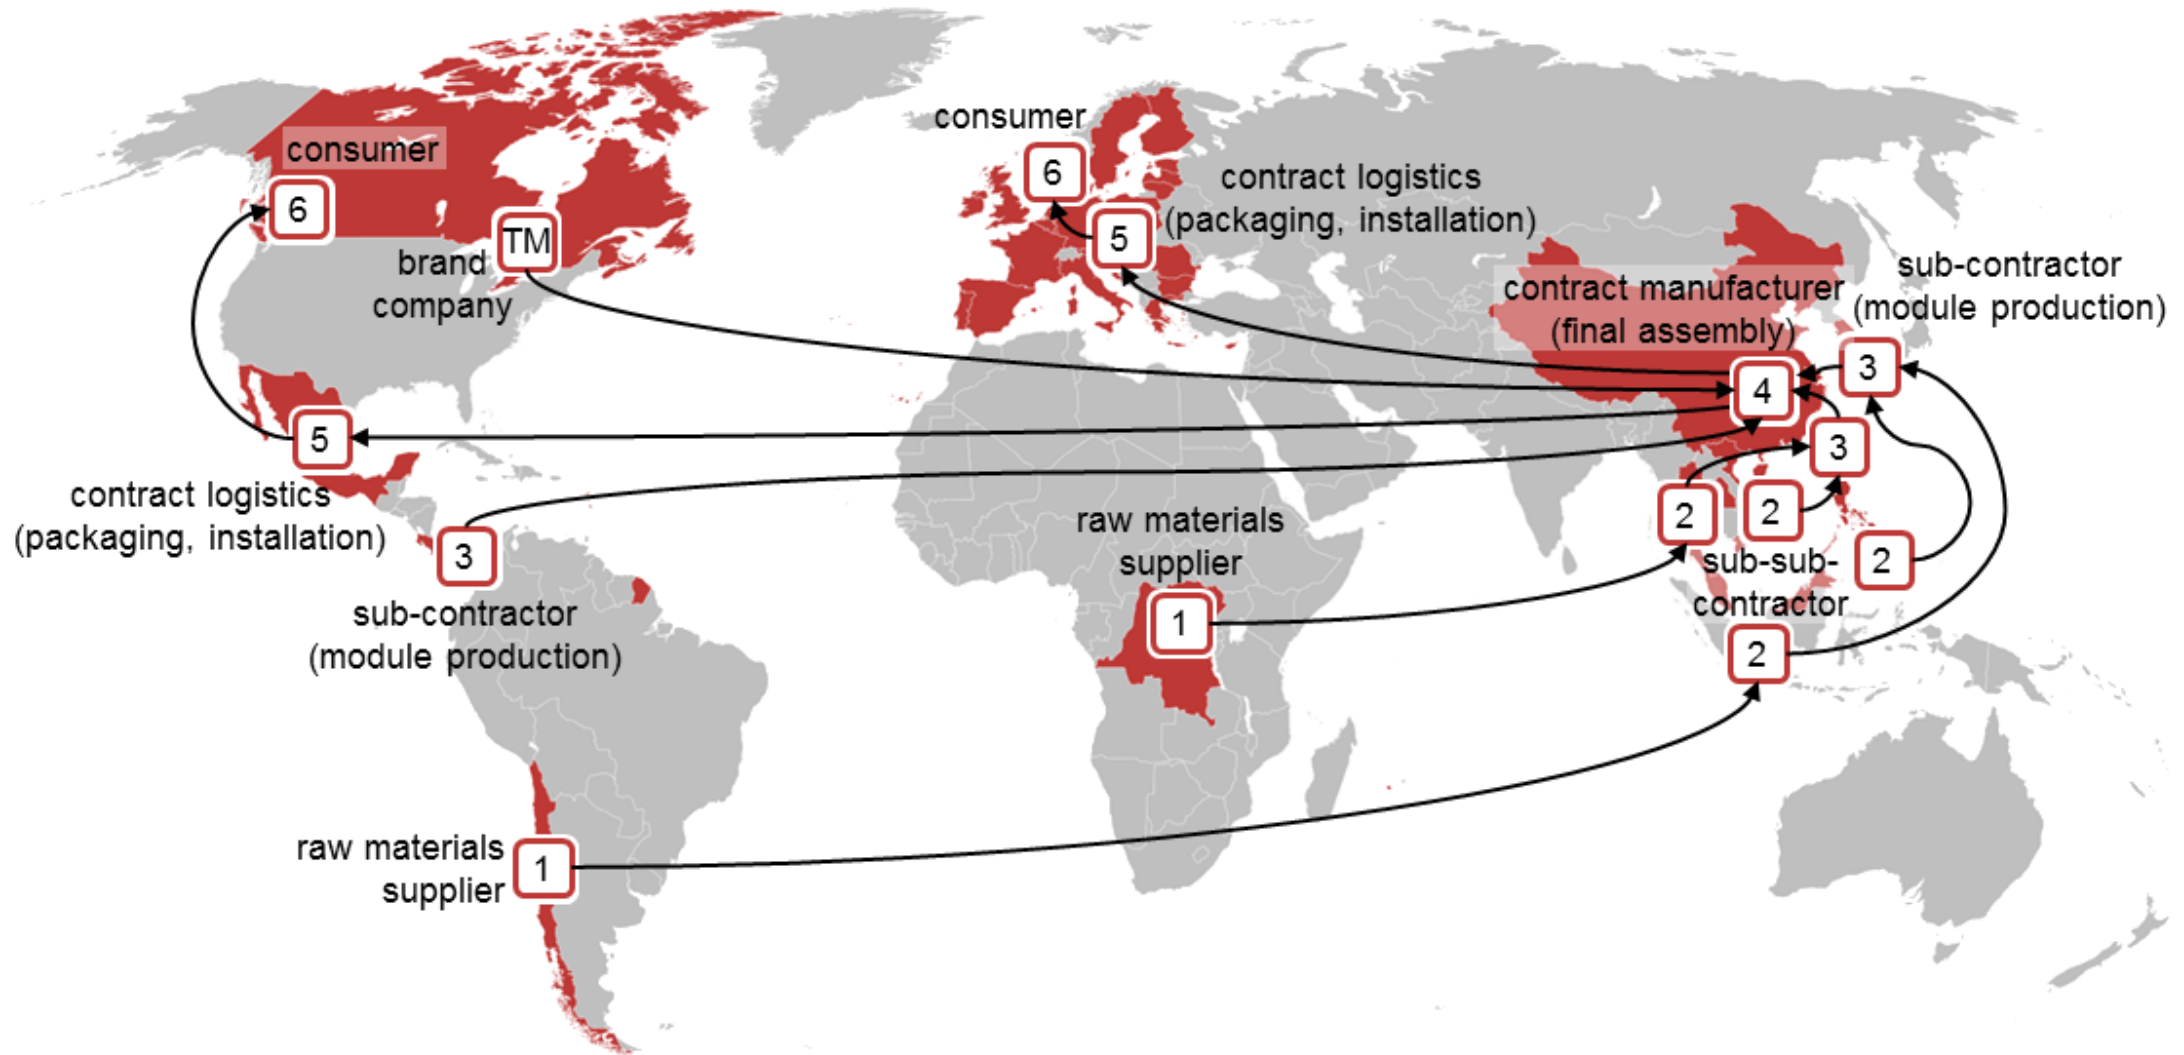 consumer
6
TM
brand
company
consumer
6
contract logistics
(packaging, installation)
5
contract manufacturer
(final assembly)
4
sub-contractor
(module production)
3
3
5
contract logistics
(packaging, installation)
3
sub-contractor
(module production)
raw materials
supplier
1
2
2
2
sub-sub-
contractor
2
raw materials
supplier
1